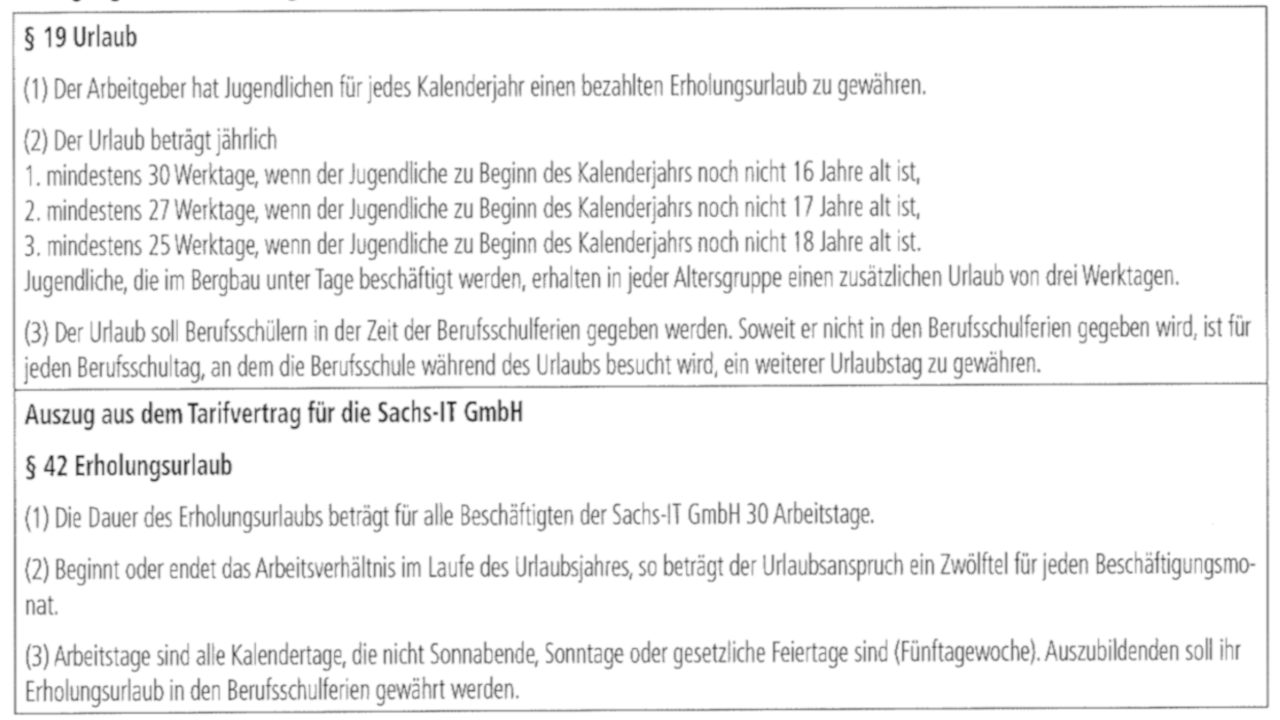 § 19 Urlaub
(1) Der Arbeitgeber hat Jugendlichen für jedes Kalenderjahr einen bezahlten Erholungsurlaub zu gewähren.
(2) Der Urlaub beträgt jährlich
1. mindestens 30 Werktage, wenn der Jugendliche zu Beginn des Kalenderjahrs noch nicht 16 Jahre alt ist,
2. mindestens 27 Werktage, wenn der Jugendliche zu Beginn des Kalenderjahrs noch nicht 17 Jahre alt ist,
3. mindestens 25 Werktage, wenn der Jugendliche zu Beginn des Kalenderjahrs noch nicht 18 Jahre alt ist.
Jugendliche, die im Bergbau unter Tage beschäftigt werden, erhalten in jeder Altersgruppe einen zusätzlichen Urlaub von drei Werktagen.
(3) Der Urlaub soll Berufsschülern in der Zeit der Berufsschulferien gegeben werden. Soweit er nicht in den Berufsschulferien gegeben wird, ist für
jeden Berufsschultag, an dem die Berufsschule während des Urlaubs besucht wird, ein weiterer Urlaubstag zu gewähren.
Auszug aus dem Tarifvertrag für die Sachs-IT GmbH
§ 42 Erholungsurlaub
(1) Die Dauer des Erholungsurlaubs beträgt für alle Beschäftigten der Sachs-IT GmbH 30 Arbeitstage.
(2) Beginnt oder endet das Arbeitsverhältnis im Laufe des Urlaubsjahres, so beträgt der Urlaubsanspruch ein Zwölftel für jeden Beschäftigungsmo-
nat.
(3) Arbeitstage sind alle Kalendertage, die nicht Sonnabende, Sonntage oder gesetzliche Feiertage sind (Fünftagewoche). Auszubildenden soll ihr
Erholungsurlaub in den Berufsschulferien gewährt werden.